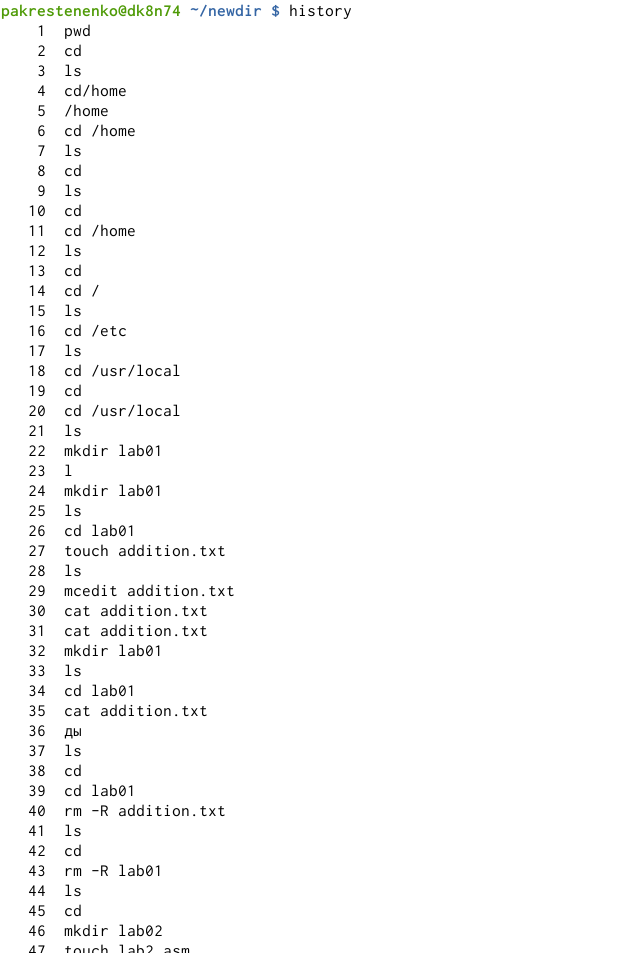 pakrestenenko@dk8n74 ~/newdir $ history
1 pwd
2 cd
3 ls
4 cd/home
5 /home
6 cd /home
7 ls
8 cd
9 ls
10 cd
11 cd /home
12 ls
13 cd
14 cd /
15 ls
16 cd /etc
17 ls
18 cd /usr/local
19 cd
20 cd /usr/local
21 ls
22 mkdir lab01
23 l
24 mkdir lab01
25 ls
26 cd lab01
27 touch addition.txt
28 ls
29 mcedit addition.txt
30 cat addition.txt
31 cat addition.txt
32 mkdir lab01
33 ls
34 cd lab01
35 cat addition.txt
36 ды
37 ls
38 cd
39 cd lab01
40 rm -R addition.txt
41 ls
42 cd
43 rm -R lab01
44 ls
45 cd
46 mkdir lab02
47 touch lab2.asm